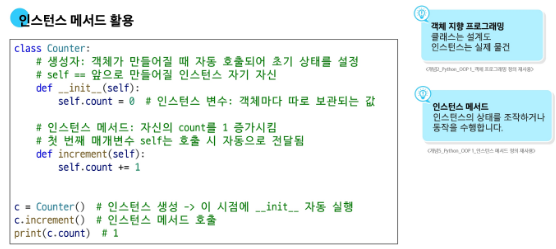 인스턴스 메서드 활용
class Counter:
    # 생성자: 객체가 만들어질 때 자동 호출되어 초기 상태를 설정
    # self == 앞으로 만들어질 인스턴스 자기 자신
    def __init__(self):
        self.count = 0  # 인스턴스 변수: 객체마다 따로 보관되는 값
    # 인스턴스 메서드: 자신의 count를 1 증가시킴
    # 첫 번째 매개변수 self는 호출 시 자동으로 전달됨
    def increment(self):
        self.count += 1
c = Counter()  # 인스턴스 생성 -> 이 시점에 __init__ 자동 실행
c.increment()  # 인스턴스 메서드 호출
print(c.count)  # 1
객체 지향 프로그래밍
클래스는 설계도
인스턴스는 실제 물건
인스턴스 메서드
인스턴스의 상태를 조작하거나
동작을 수행합니다.